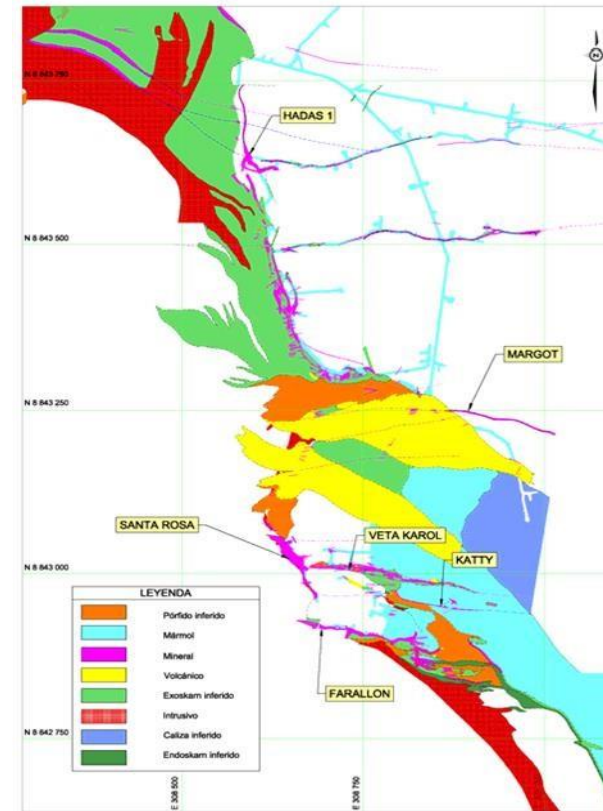 N 8 843 750
HADAS 1
N 8 843 500
MARGOT
N 8 843 250
SANTA ROSA
VETA KAROL
N 8 843 000
KATTY
LEYENDA
Pórfido inferido
Mármol
Mineral
Volcánico
Exoskarn inferido
Intrusivo
Caliza inferido
Endoskarn inferido
FARALLON
N 8 642 750
E 308 500
E 308 750
N